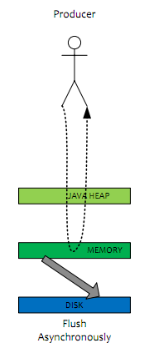 Producer
JAVA HEAP
MEMORY
DISK
Flush
Asynchronously